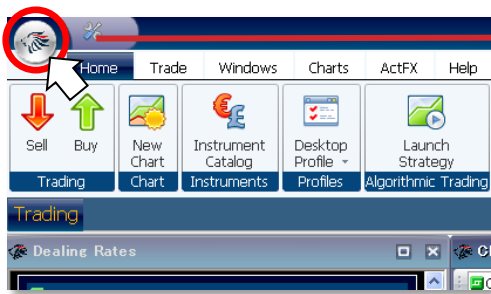 Home Trade Windows Charts ActFX Help
Sell Buy New Chart Instrument Catalog Desktop Profile Launch Strategy
Trading Chart Instruments Profiles Algorithmic Trading
Trading
Dealing Rates